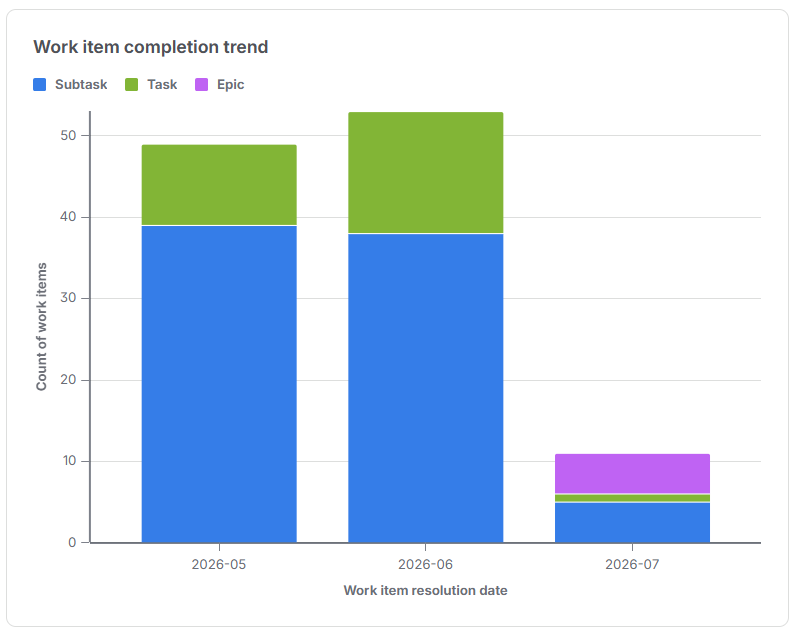 Work item completion trend
Subtask Task Epic
50
40
30
20
10
0
Count of work items
2026-05 2026-06 2026-07
Work item resolution date